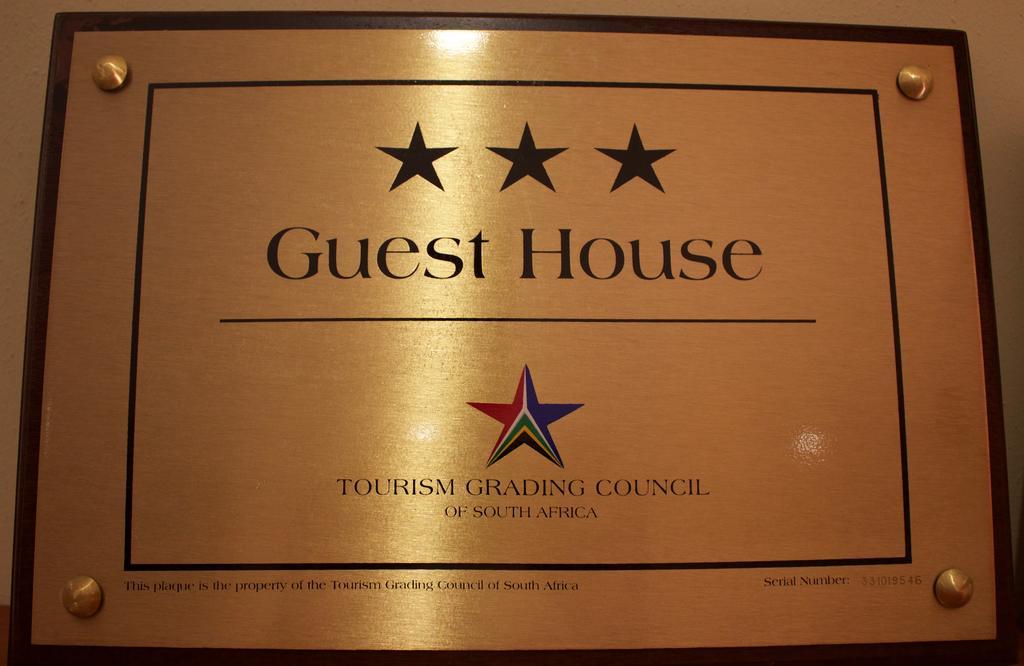 Guest House
TOURISM GRADING COUNCIL
OF SOUTH AFRICA
This plaque is the property of the Tourism Grading Council of South Africa
Serial Number: 331019546